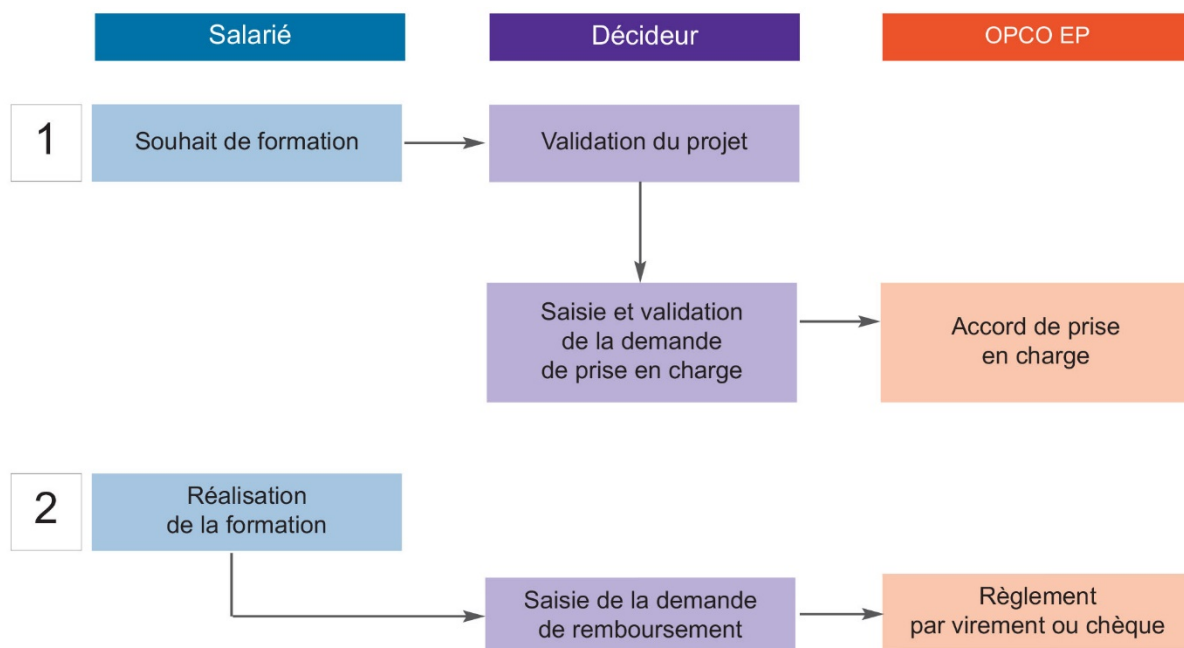 Salarié
Décideur
OPCO EP
1
Souhait de formation
Validation du projet
Saisie et validation
de la demande
de prise en charge
Accord de prise
en charge
2
Réalisation
de la formation
Saisie de la demande
de remboursement
Règlement
par virement ou chèque